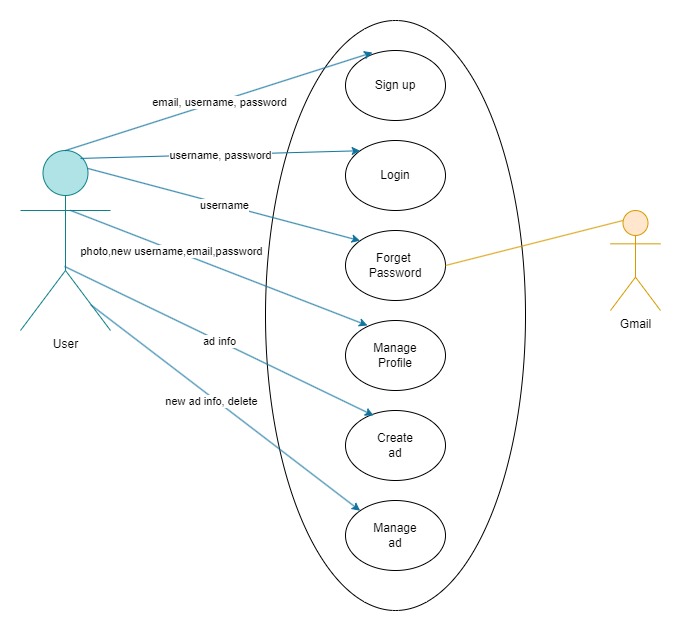 Sign up
email, username, password
username, password
Login
username
photo,new username,email,password
Forget
Password
Gmail
User
ad info
Manage
Profile
new ad info, delete
Create
ad
Manage
ad